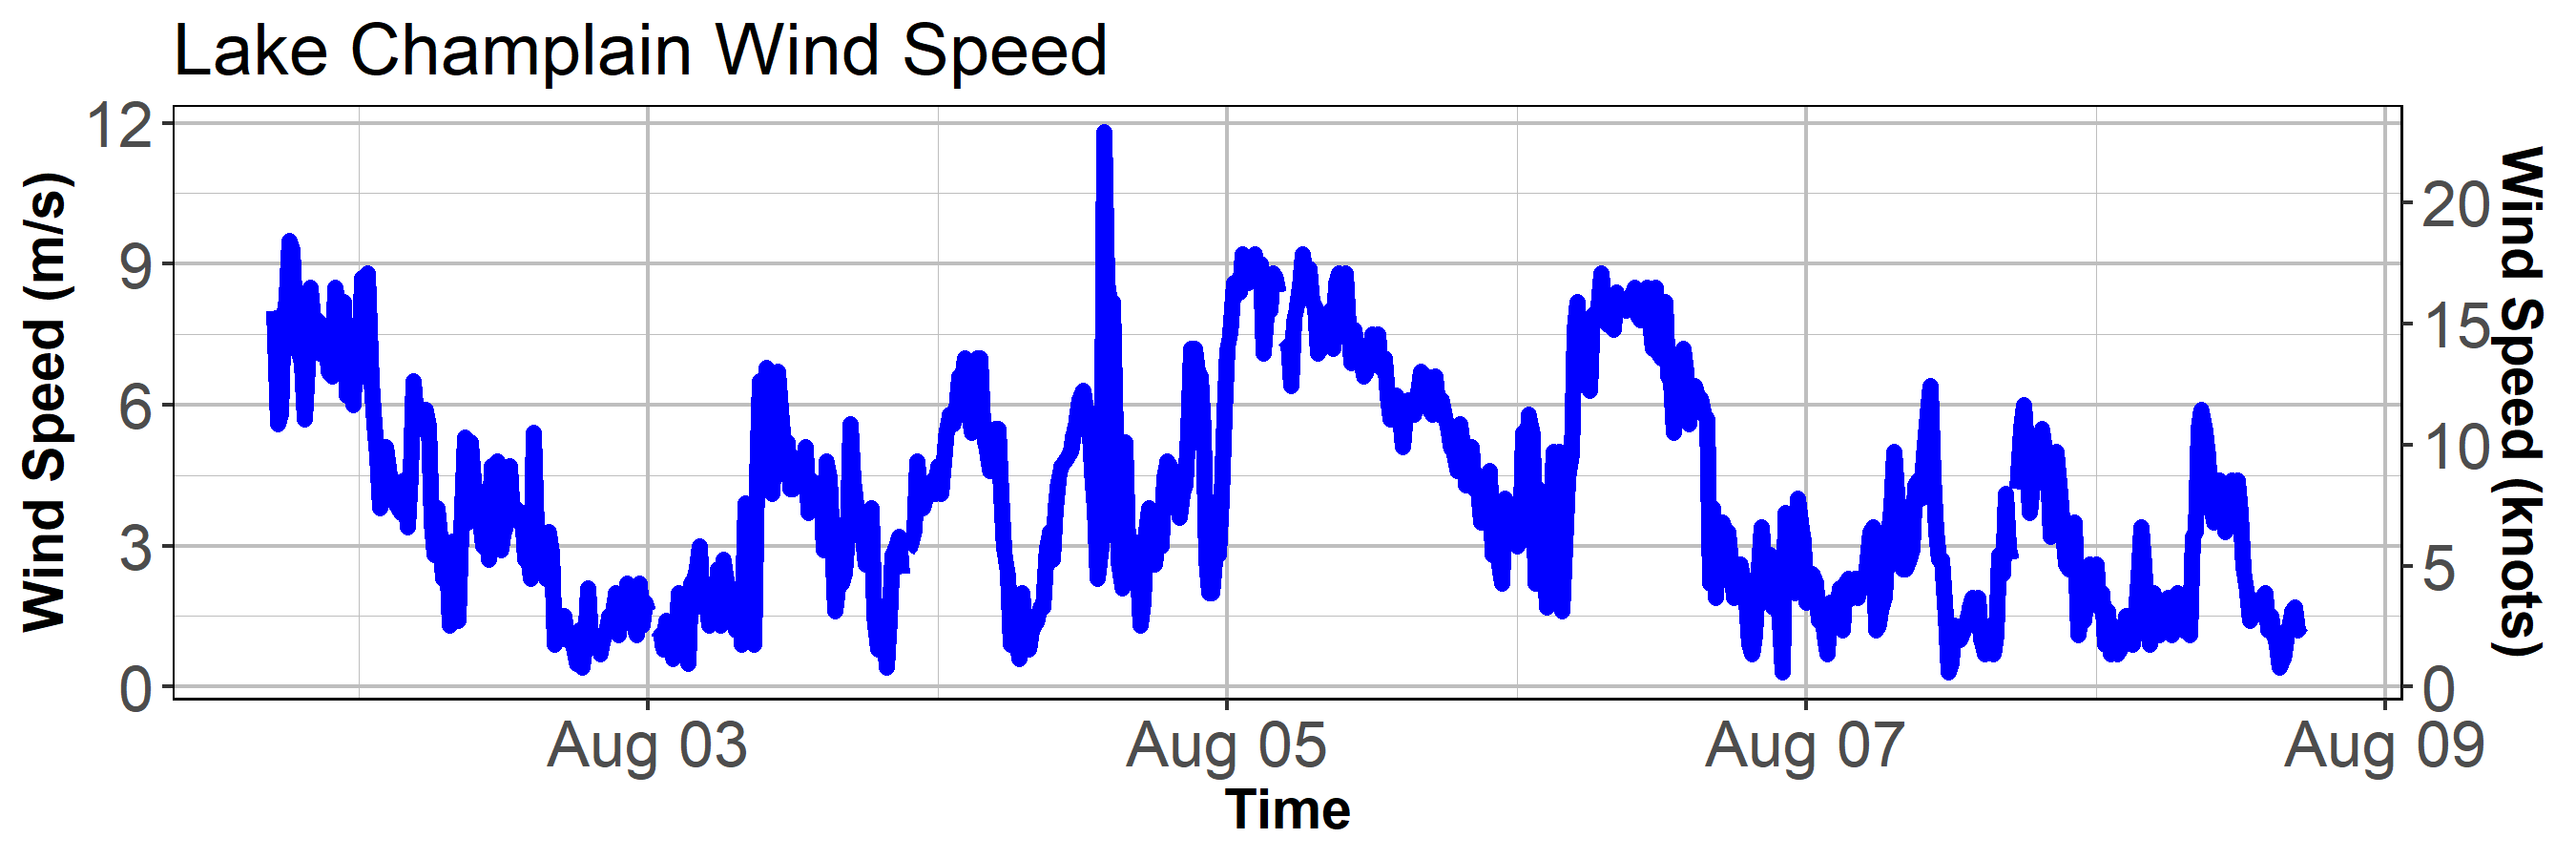 Lake Champlain Wind Speed
Wind Speed (m/s)
12
9
6
3
0
20
15
10
5
0
Wind Speed (knots)
Aug 03
Aug 05
Aug 07
Aug 09
Time